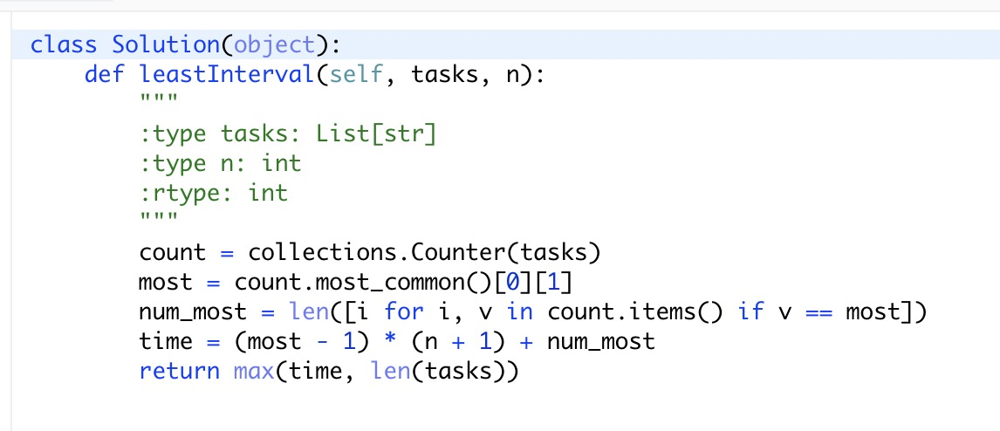 class Solution(object):
    def leastInterval(self, tasks, n):
        """
        :type tasks: List[str]
        :type n: int
        :rtype: int
        """
        count = collections.Counter(tasks)
        most = count.most_common()[0][1]
        num_most = len([i for i, v in count.items() if v == most])
        time = (most - 1) * (n + 1) + num_most
        return max(time, len(tasks))